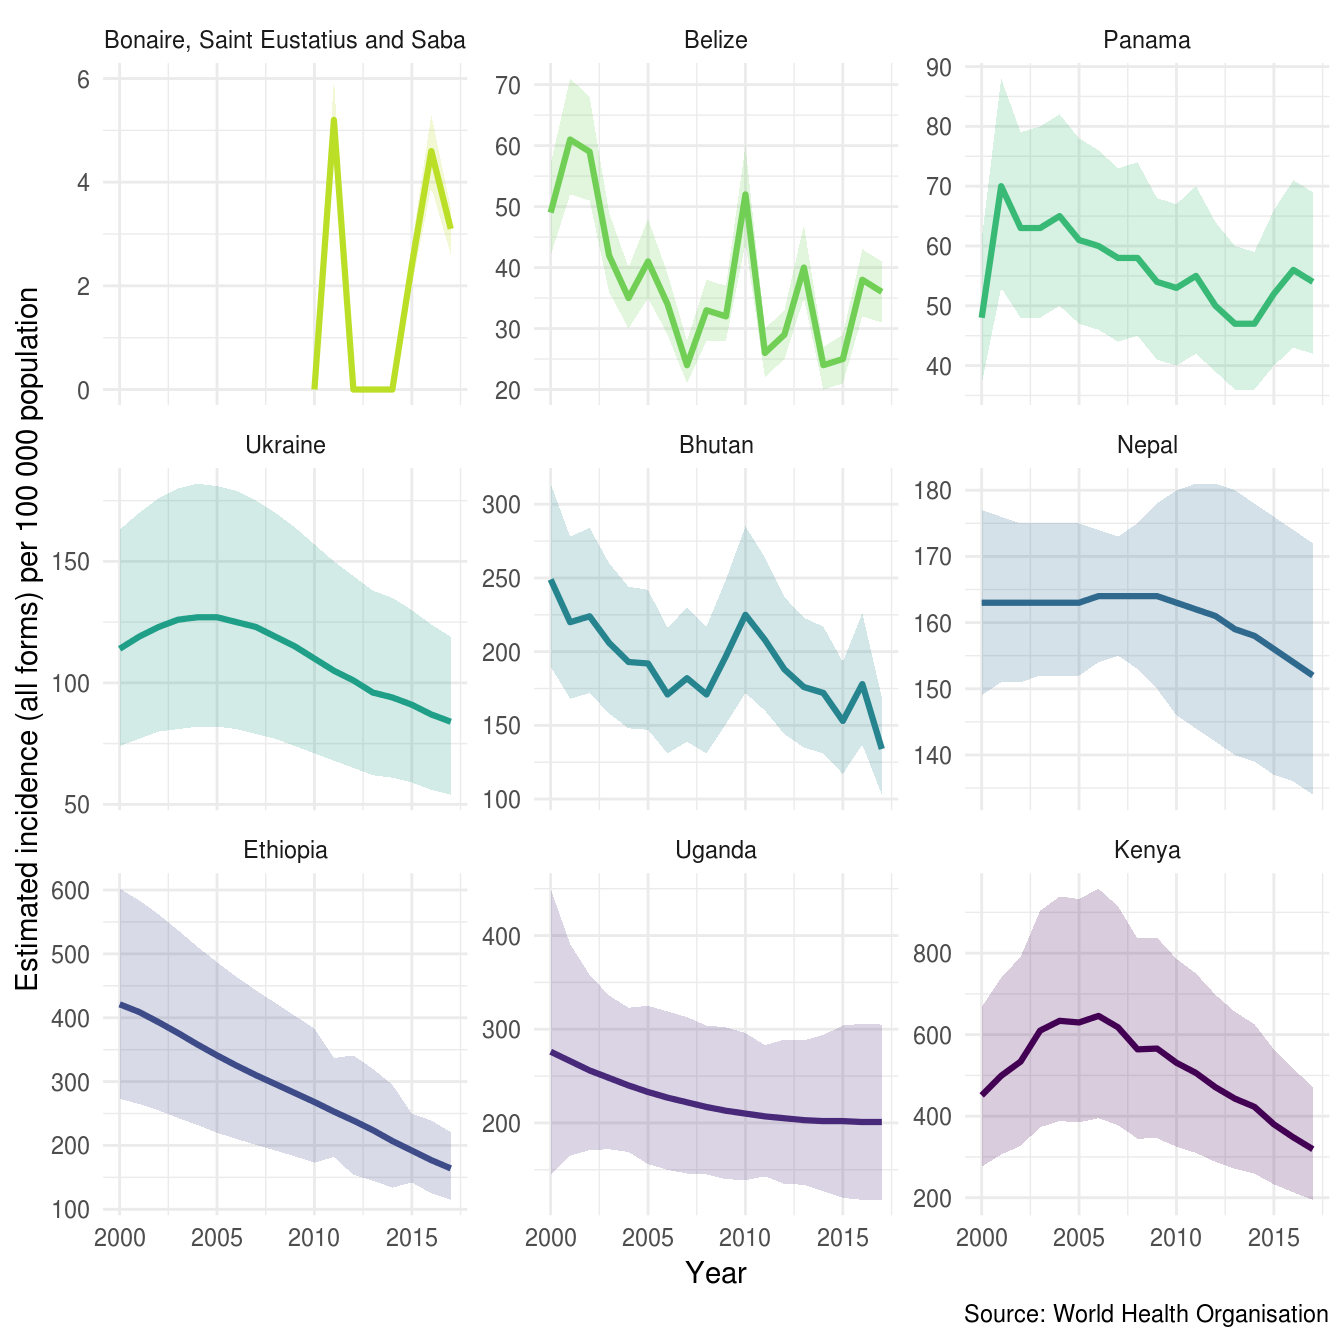 Bonaire, Saint Eustatius and Saba
Belize
Panama
6
4
2
0
70
60
50
40
30
20
90
80
70
60
50
40
Ukraine
Bhutan
Nepal
150
100
50
300
250
200
150
100
180
170
160
150
140
Ethiopia
Uganda
Kenya
600
500
400
300
200
100
400
300
200
800
600
400
200
2000 2005 2010 2015
2000 2005 2010 2015
2000 2005 2010 2015
Estimated incidence (all forms) per 100 000 population
Year
Source: World Health Organisation